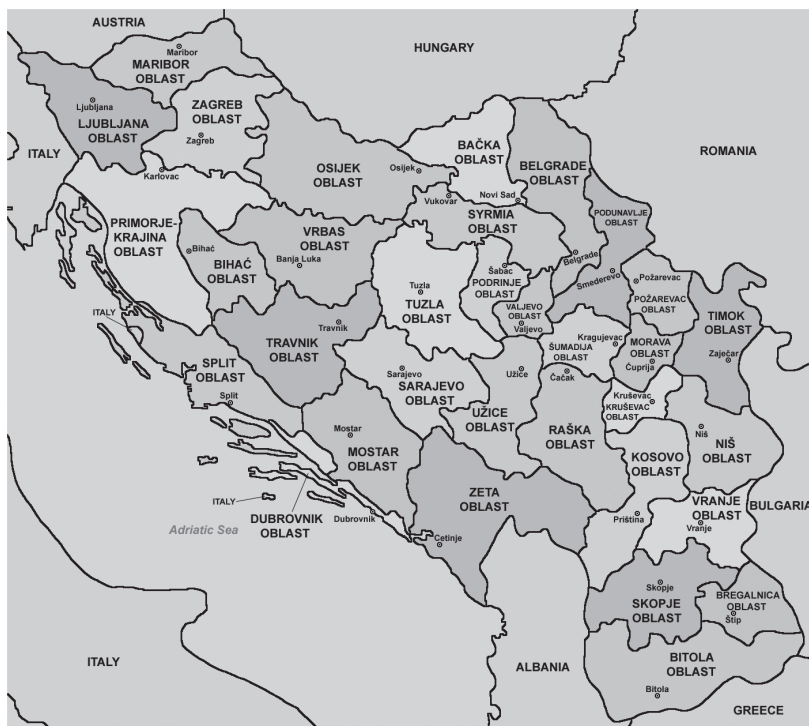 AUSTRIA
HUNGARY
Maribor
MARIBOR
OBLAST
Ljubljana
LJUBLJANA
OBLAST
ZAGREB
OBLAST
Zagreb
ITALY
Karlovac
OSIJEK
OBLAST
Osijek
BAČKA
OBLAST
Novi Sad
BELGRADE
OBLAST
ROMANIA
Vukovar
SYRMIA
OBLAST
PODUNAVLJE
OBLAST
PRIMORJE-
KRAJINA
OBLAST
Bihać
BIHAĆ
OBLAST
VRBAS
OBLAST
Banja Luka
Belgrade
Smederevo
Tuzla
TUZLA
OBLAST
Šabac
PODRINJE
OBLAST
Požarevac
POŽAREVAC
OBLAST
VALJEVO
OBLAST
Valjevo
TIMOK
OBLAST
Zaječar
ITALY
Travnik
TRAVNIK
OBLAST
Kragujevac
ŠUMADIJA
OBLAST
MORAVA
OBLAST
Ćuprija
SPLIT
OBLAST
Split
Sarajevo
SARAJEVO
OBLAST
Užice
UŽICE
OBLAST
Čačak
RAŠKA
OBLAST
Kruševac
KRUŠEVAC
OBLAST
Mostar
MOSTAR
OBLAST
Niš
NIŠ
OBLAST
KOSOVO
OBLAST
Priština
ZETA
OBLAST
Cetinje
VRANJE
OBLAST
Vranje
BULGARIA
ITALY
DUBROVNIK
OBLAST
Dubrovnik
Adriatic Sea
Skopje
SKOPJE
OBLAST
BREGALNICA
OBLAST
Štip
ITALY
ALBANIA
BITOLA
OBLAST
Bitola
GREECE